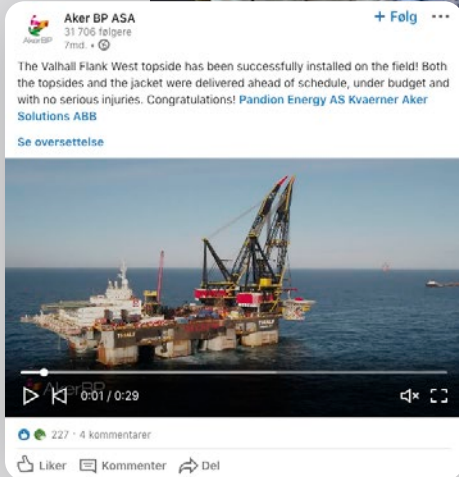 Aker BP ASA
+ Følg
31 706 følgere
AkerBP
7md.
The Valhall Flank West topside has been successfully installed on the field! Both
the topsides and the jacket were delivered ahead of schedule, under budget and
with no serious injuries. Congratulations! Pandion Energy AS Kvaerner Aker
Solutions ABB
Se oversettelse
THIALF
AkerBP
0:01 / 0:29
227 · 4 kommentarer
Liker
Kommenter
Del